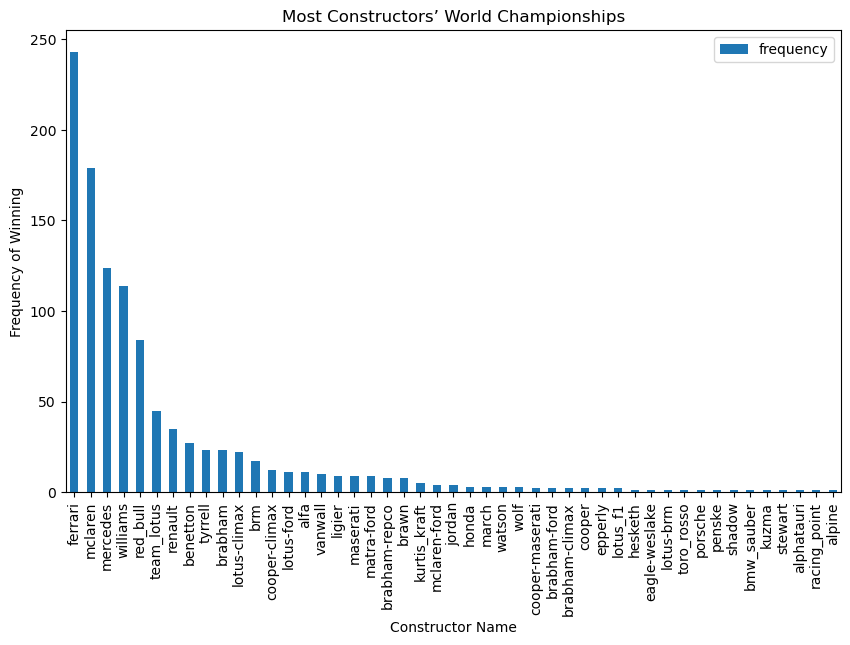 Most Constructors’ World Championships
frequency
Frequency of Winning
250
200
150
100
50
0
ferrari
mclaren
mercedes
williams
red_bull
team_lotus
renault
benetton
tyrrell
brabham
lotus-climax
brm
cooper-climax
lotus-ford
alfa
vanwall
ligier
maserati
matra-ford
brabham-repco
brawn
kurtis_kraft
mclaren-ford
jordan
honda
march
watson
wolf
cooper-maserati
brabham-ford
brabham-climax
cooper
epperly
lotus_f1
hesketh
eagle-weslake
lotus-brm
toro_rosso
porsche
penske
shadow
bmw_sauber
kuzma
stewart
alphatauri
racing_point
alpine
Constructor Name